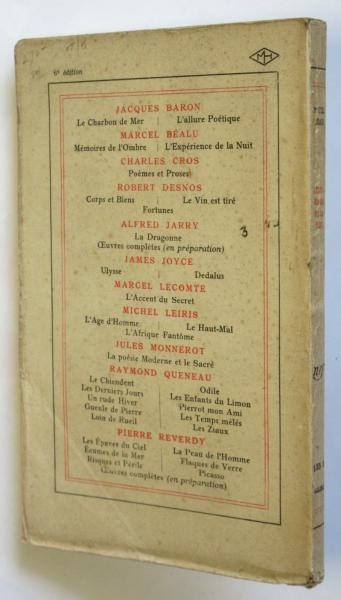 MH
6e édition
JACQUES BARON
Le Charbon de Mer | L'allure Poétique
MARCEL BÉALU
Mémoires de l'Ombre | L'Expérience de la Nuit
CHARLES CROS
Poèmes et Proses
ROBERT DESNOS
Corps et Biens | Le Vin est tiré
Fortunes
ALFRED JARRY
La Dragonne
Œuvres complètes (en préparation)
3
JAMES JOYCE
Ulysse | Dedalus
MARCEL LECOMTE
L'Accent du Secret
MICHEL LEIRIS
L'Age d'Homme | Le Haut-Mal
L'Afrique Fantôme
JULES MONNEROT
La poésie Moderne et le Sacré
RAYMOND QUENEAU
Le Chiendent | Odile
Les Derniers Jours | Les Enfants du Limon
Un rude Hiver | Pierrot mon Ami
Gueule de Pierre | Les Temps mêlés
Loin de Rueil | Les Ziaux
PIERRE REVERDY
Les Épaves du Ciel | La Peau de l'Homme
Ecumes de la Mer | Flaques de Verre
Risques et Périls | Picasso
Œuvres complètes (en préparation)
nrf